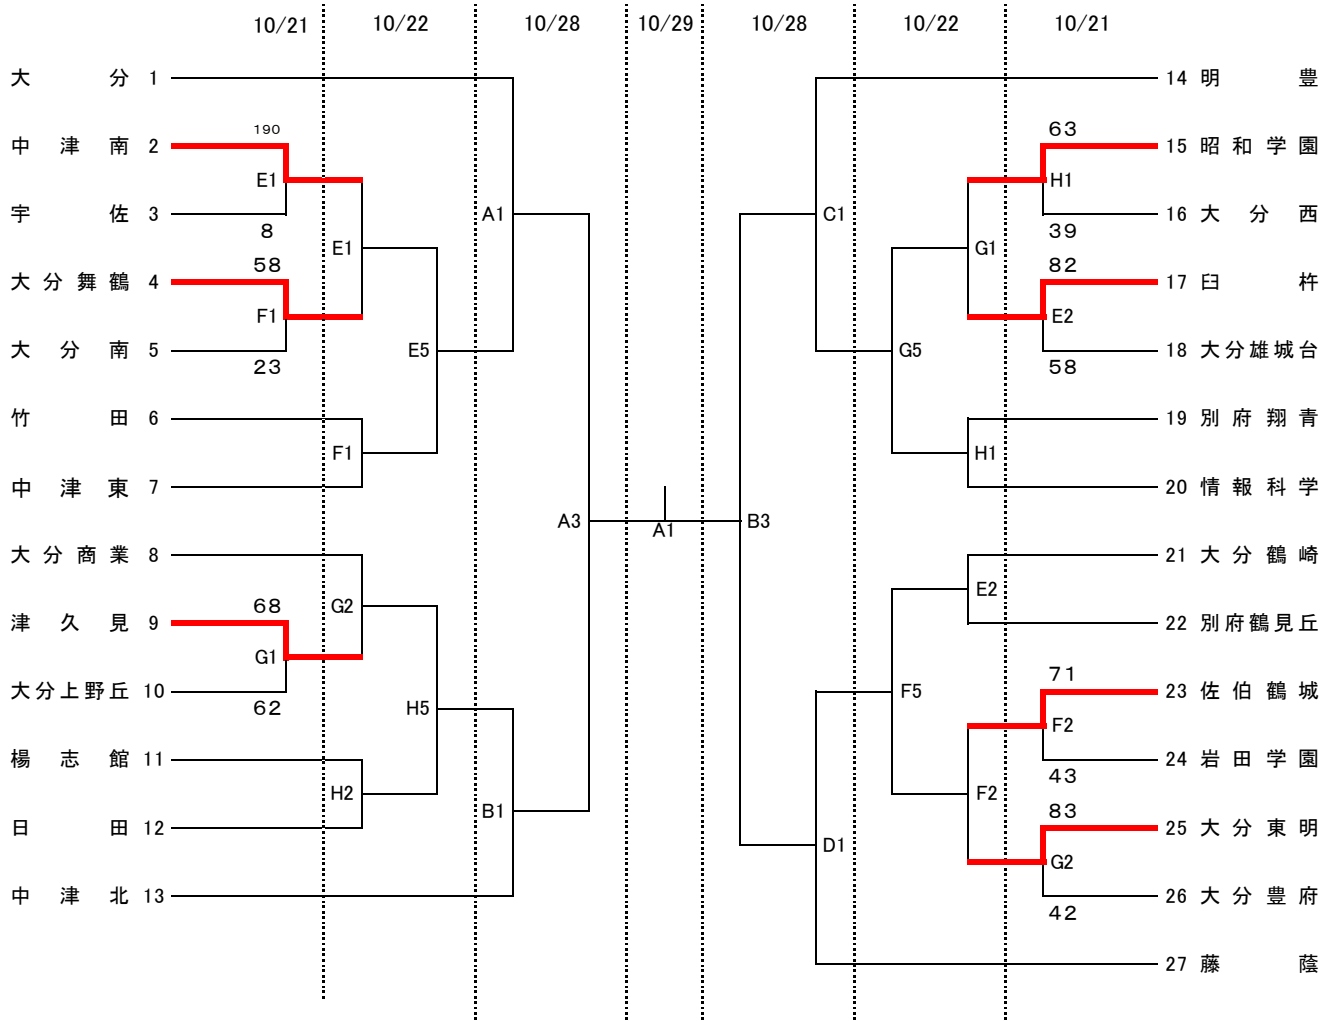 10/21 10/22 10/28 10/29 10/28 10/22 10/21
大分 1
14 明豊
190
63
中津南 2
15 昭和学園
E1
H1
宇佐 3
A1
C1
16 大分西
8
39
E1
G1
58
82
大分舞鶴 4
17 臼杵
F1
E2
大分南 5
E5
G5
18 大分雄城台
23
58
竹田 6
19 別府翔青
F1
H1
中津東 7
20 情報科学
A3
A1
B3
大分商業 8
21 大分鶴崎
E2
68
G2
津久見 9
22 別府鶴見丘
G1
71
大分上野丘 10
F5
23 佐伯鶴城
62
H5
F2
楊志館 11
24 岩田学園
43
H2
F2
83
B1
日田 12
25 大分東明
D1
G2
中津北 13
26 大分豊府
42
27 藤蔭